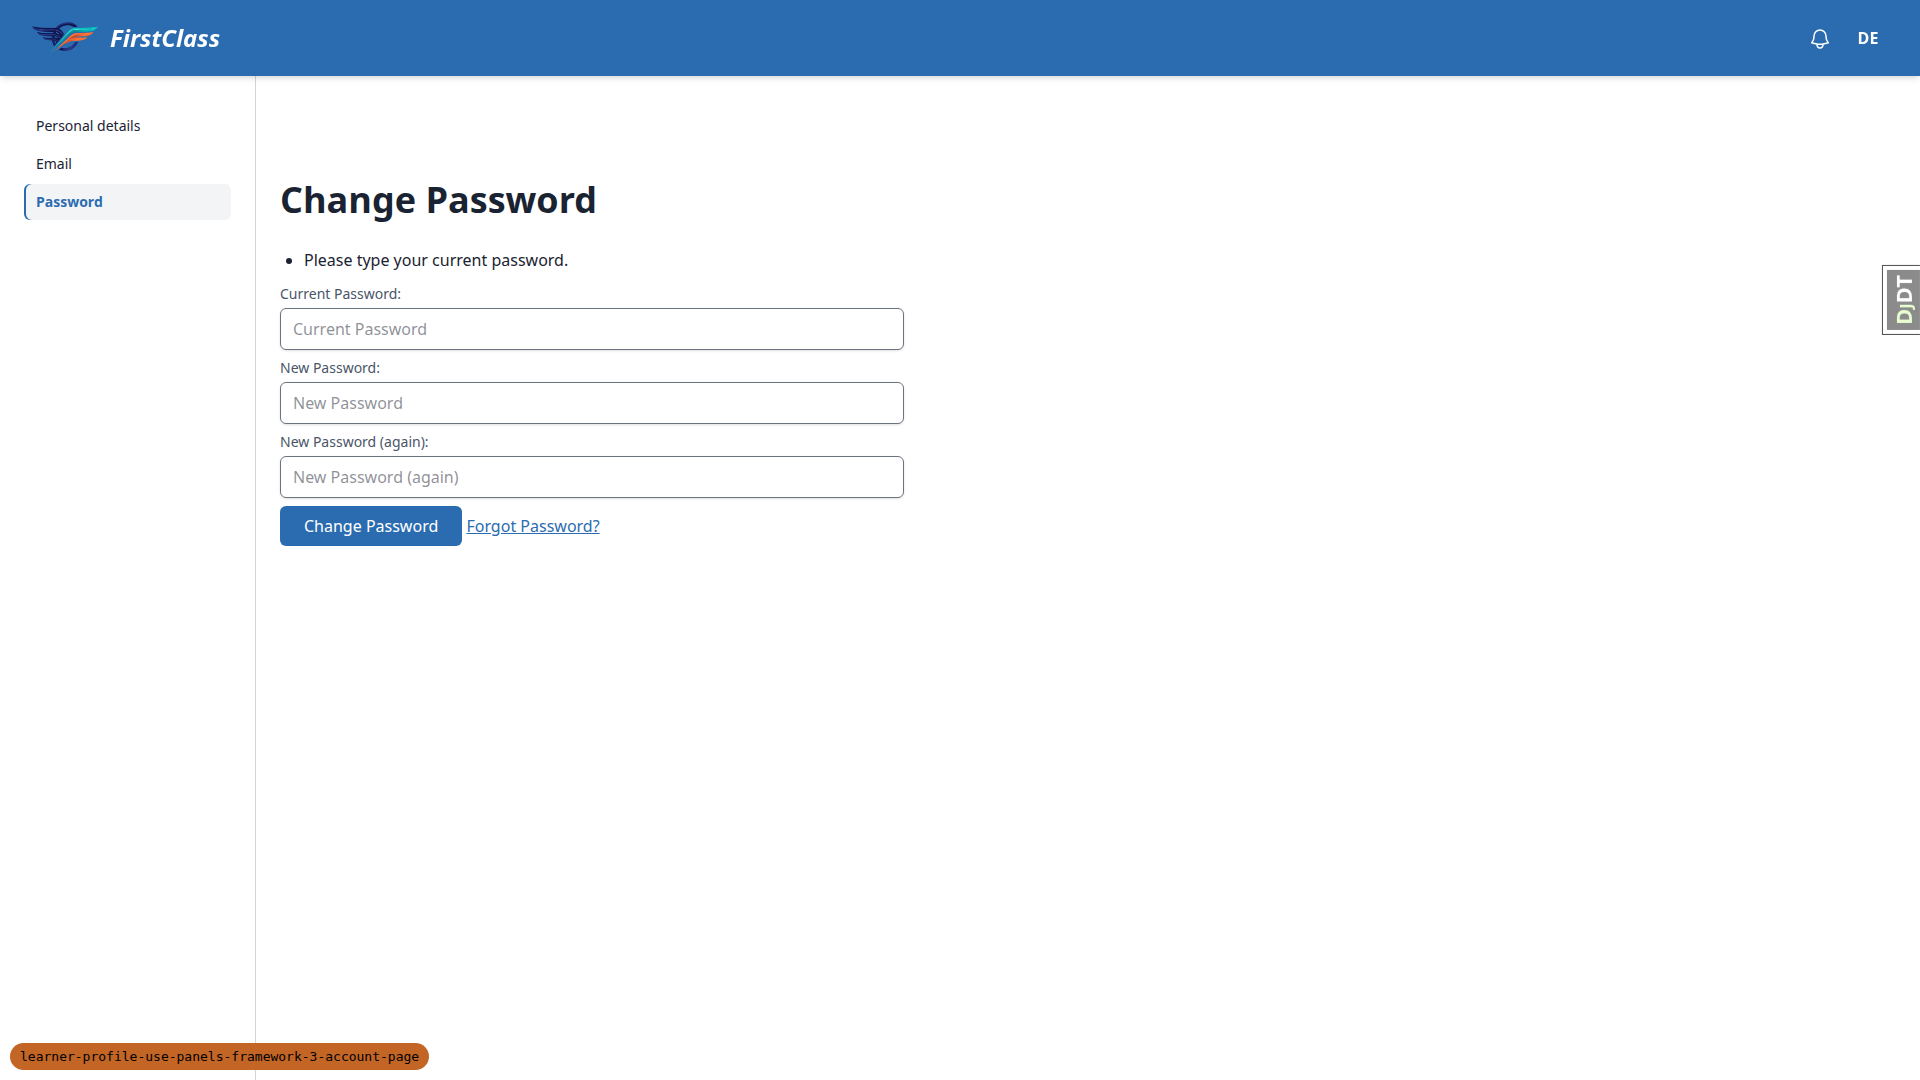 FirstClass
DE
Personal details
Email
Password
Change Password
Please type your current password.
Current Password:
Current Password
New Password:
New Password
New Password (again):
New Password (again)
Change Password Forgot Password?
DJDT
learner-profile-use-panels-framework-3-account-page